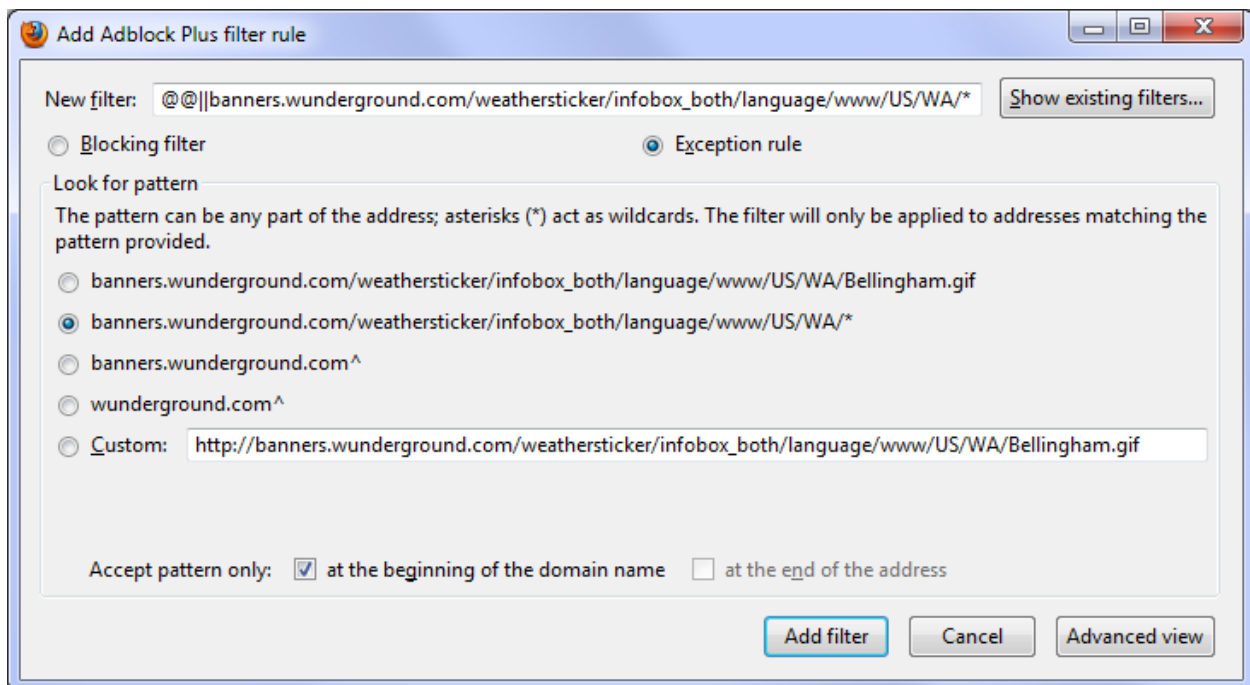 Add Adblock Plus filter rule
New filter: @@||banners.wunderground.com/weathersticker/infobox_both/language/www/US/WA/* Show existing filters...
Blocking filter Exception rule
Look for pattern
The pattern can be any part of the address; asterisks (*) act as wildcards. The filter will only be applied to addresses matching the
pattern provided.
banners.wunderground.com/weathersticker/infobox_both/language/www/US/WA/Bellingham.gif
banners.wunderground.com/weathersticker/infobox_both/language/www/US/WA/*
banners.wunderground.com^
wunderground.com^
Custom: http://banners.wunderground.com/weathersticker/infobox_both/language/www/US/WA/Bellingham.gif
Accept pattern only: at the beginning of the domain name at the end of the address
Add filter Cancel Advanced view